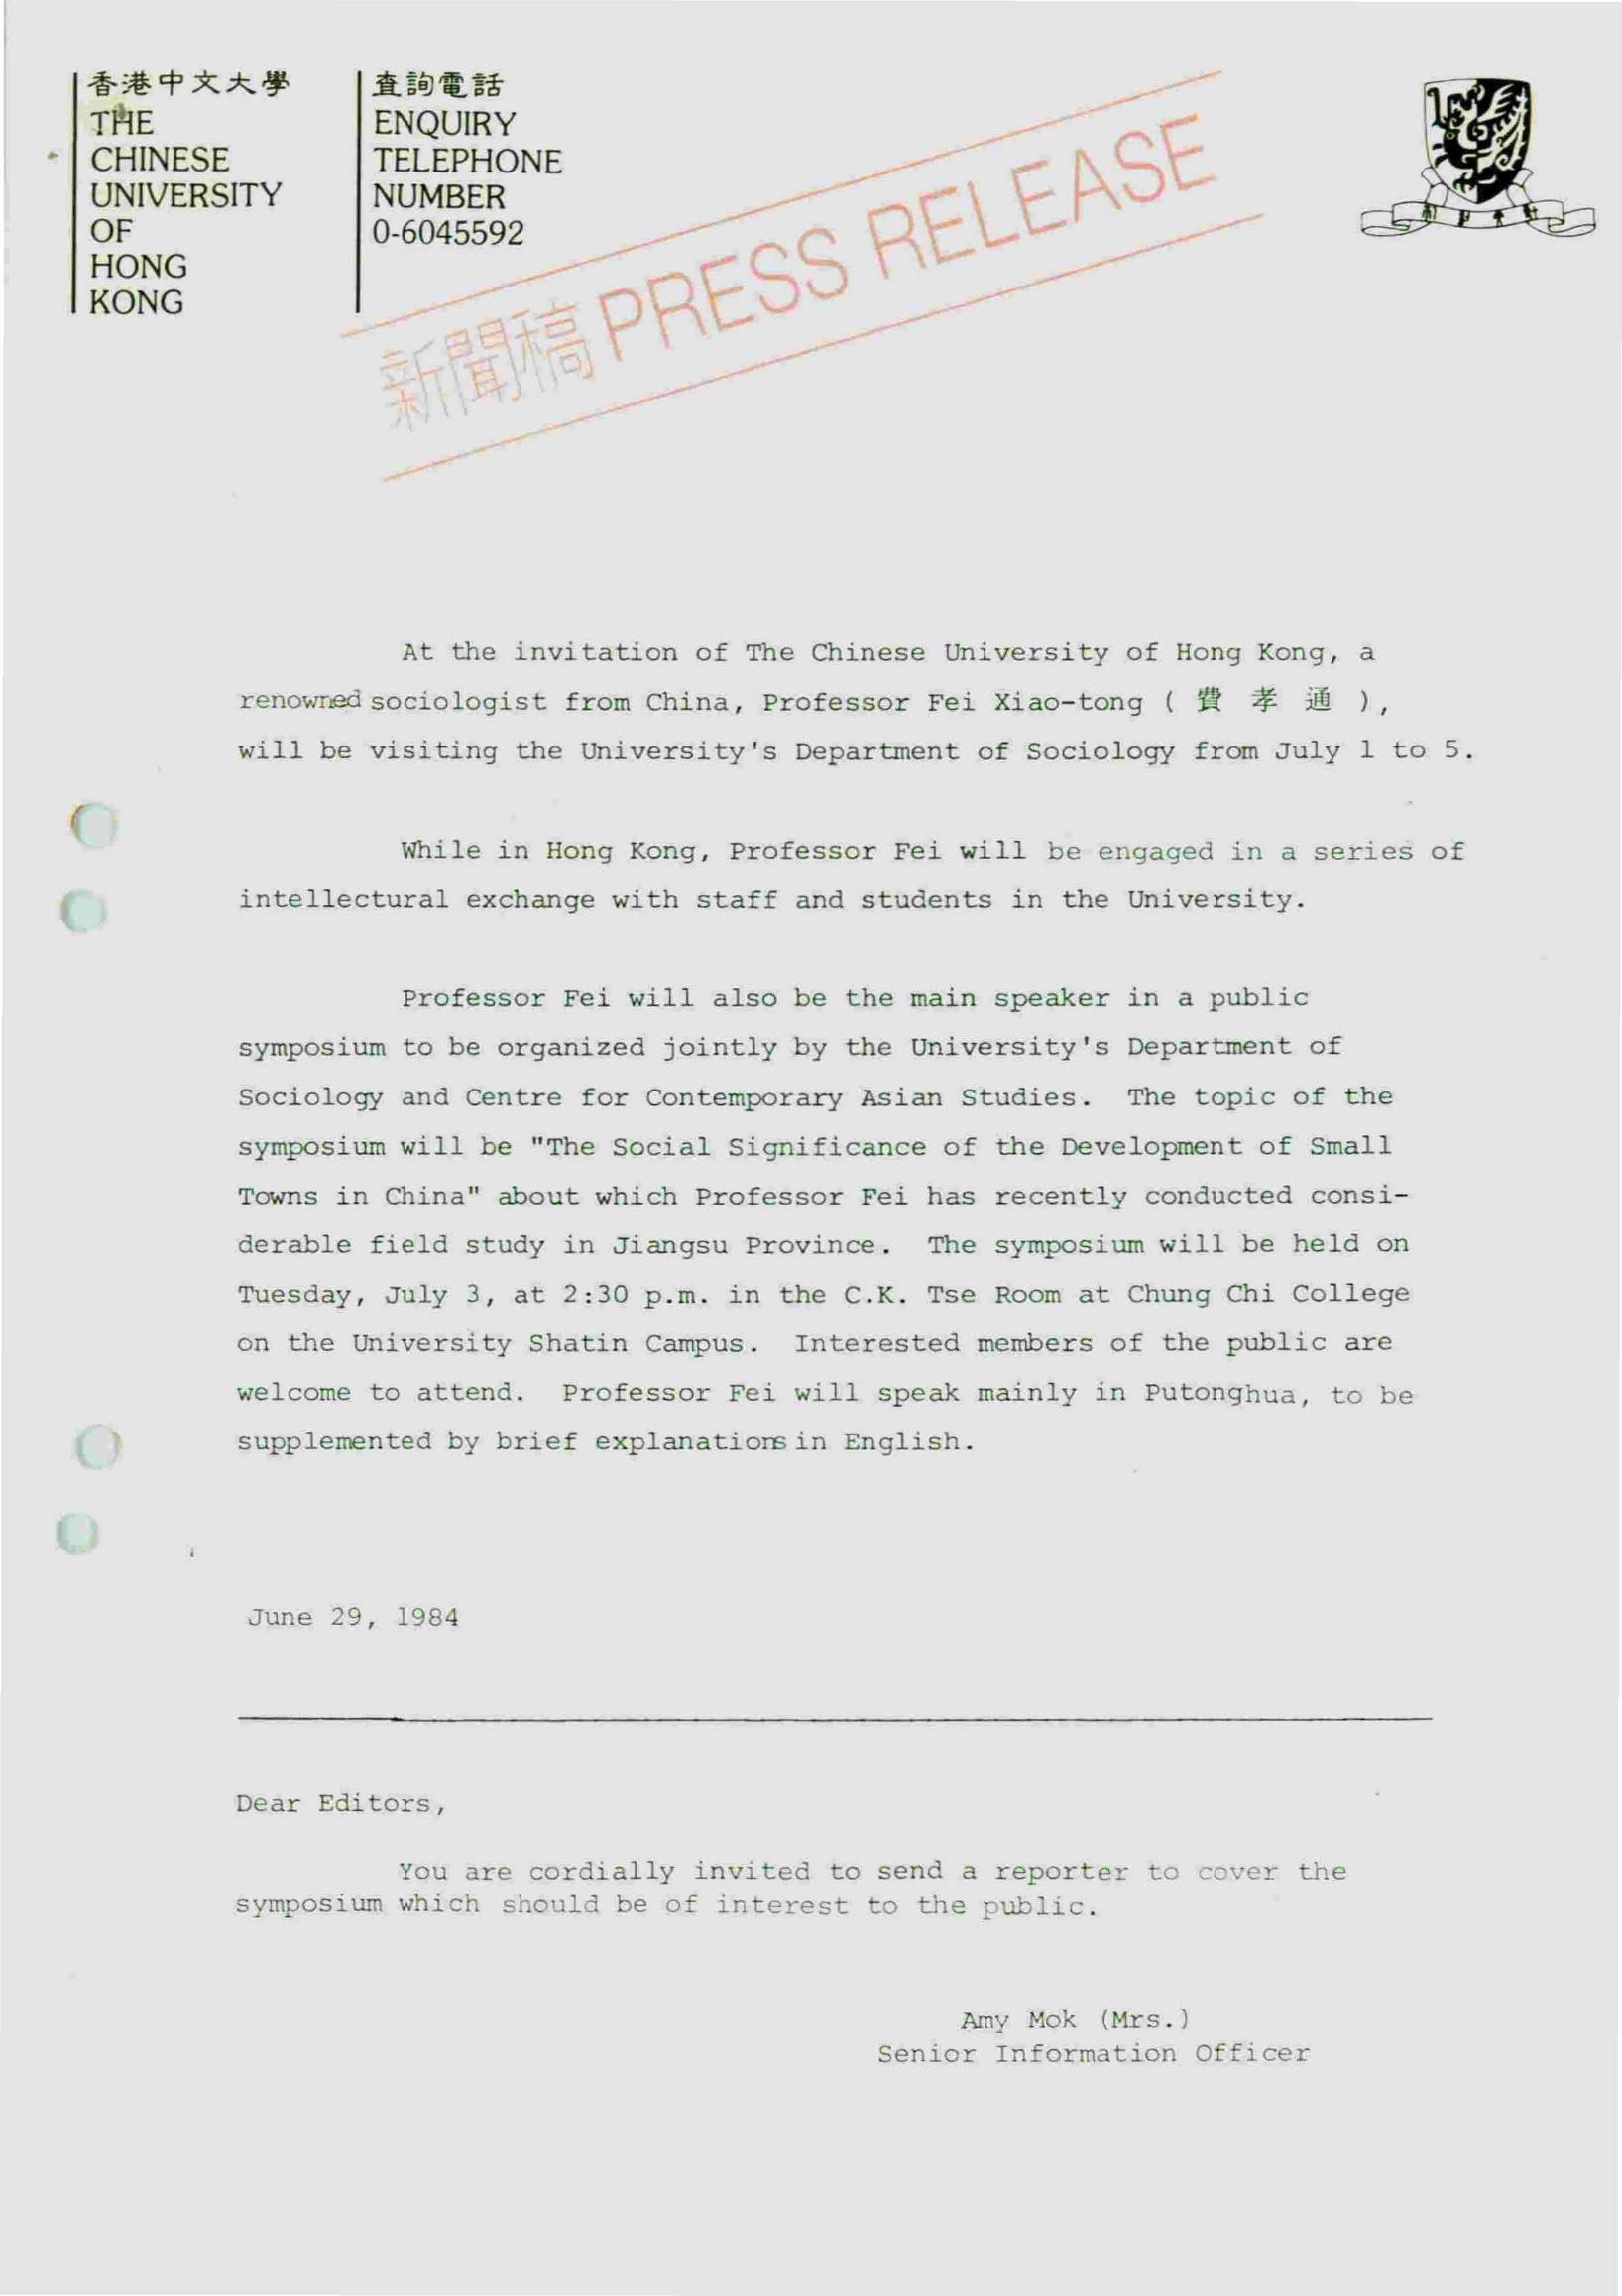 香港中文大學
THE
CHINESE
UNIVERSITY
OF
HONG
KONG
查詢電話
ENQUIRY
TELEPHONE
NUMBER
0-6045592
新聞稿 PRESS RELEASE
At the invitation of The Chinese University of Hong Kong, a
renowned sociologist from China, Professor Fei Xiao-tong ( 費 孝 通 ),
will be visiting the University's Department of Sociology from July 1 to 5.
While in Hong Kong, Professor Fei will be engaged in a series of
intellectural exchange with staff and students in the University.
Professor Fei will also be the main speaker in a public
symposium to be organized jointly by the University's Department of
Sociology and Centre for Contemporary Asian Studies. The topic of the
symposium will be "The Social Significance of the Development of Small
Towns in China" about which Professor Fei has recently conducted consi-
derable field study in Jiangsu Province. The symposium will be held on
Tuesday, July 3, at 2:30 p.m. in the C.K. Tse Room at Chung Chi College
on the University Shatin Campus. Interested members of the public are
welcome to attend. Professor Fei will speak mainly in Putonghua, to be
supplemented by brief explanations in English.
June 29, 1984
Dear Editors,
You are cordially invited to send a reporter to cover the
symposium which should be of interest to the public.
Amy Mok (Mrs.)
Senior Information Officer